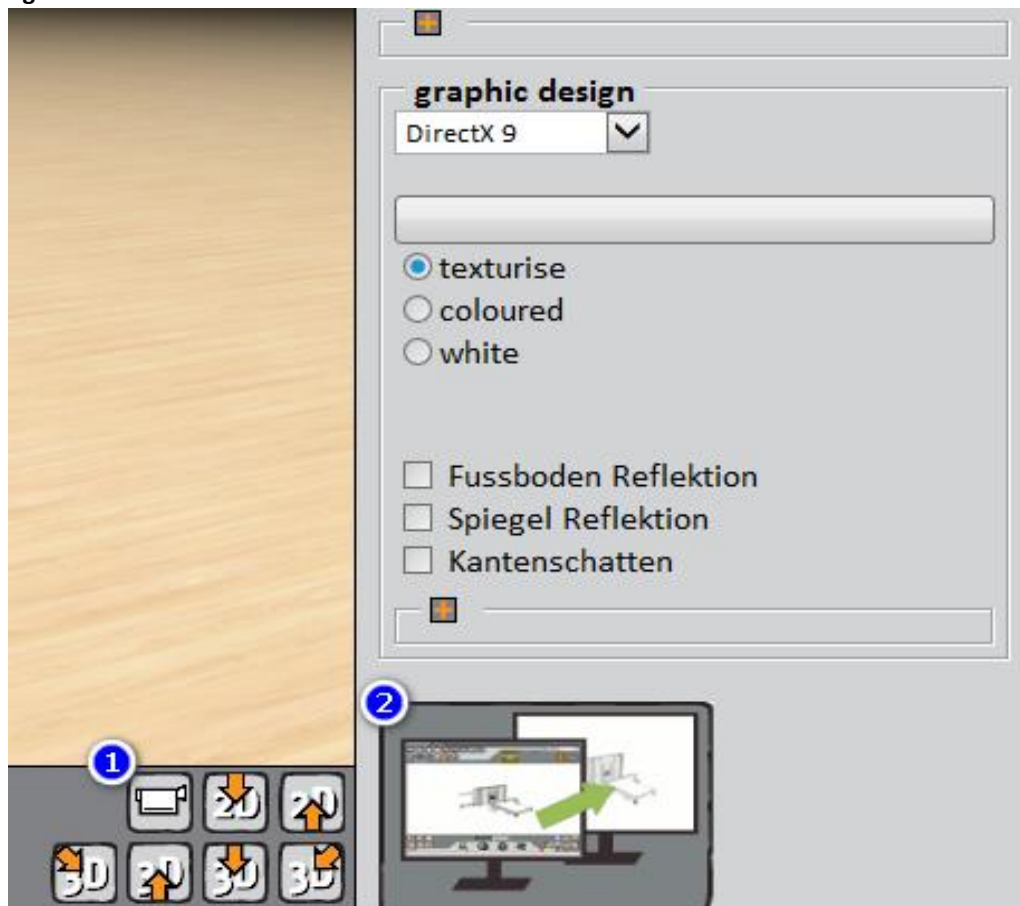 graphic design
DirectX 9
texturise
coloured
white
Fussboden Reflektion
Spiegel Reflektion
Kantenschatten
2
1
2D 2D
3D 2D 3D 3D